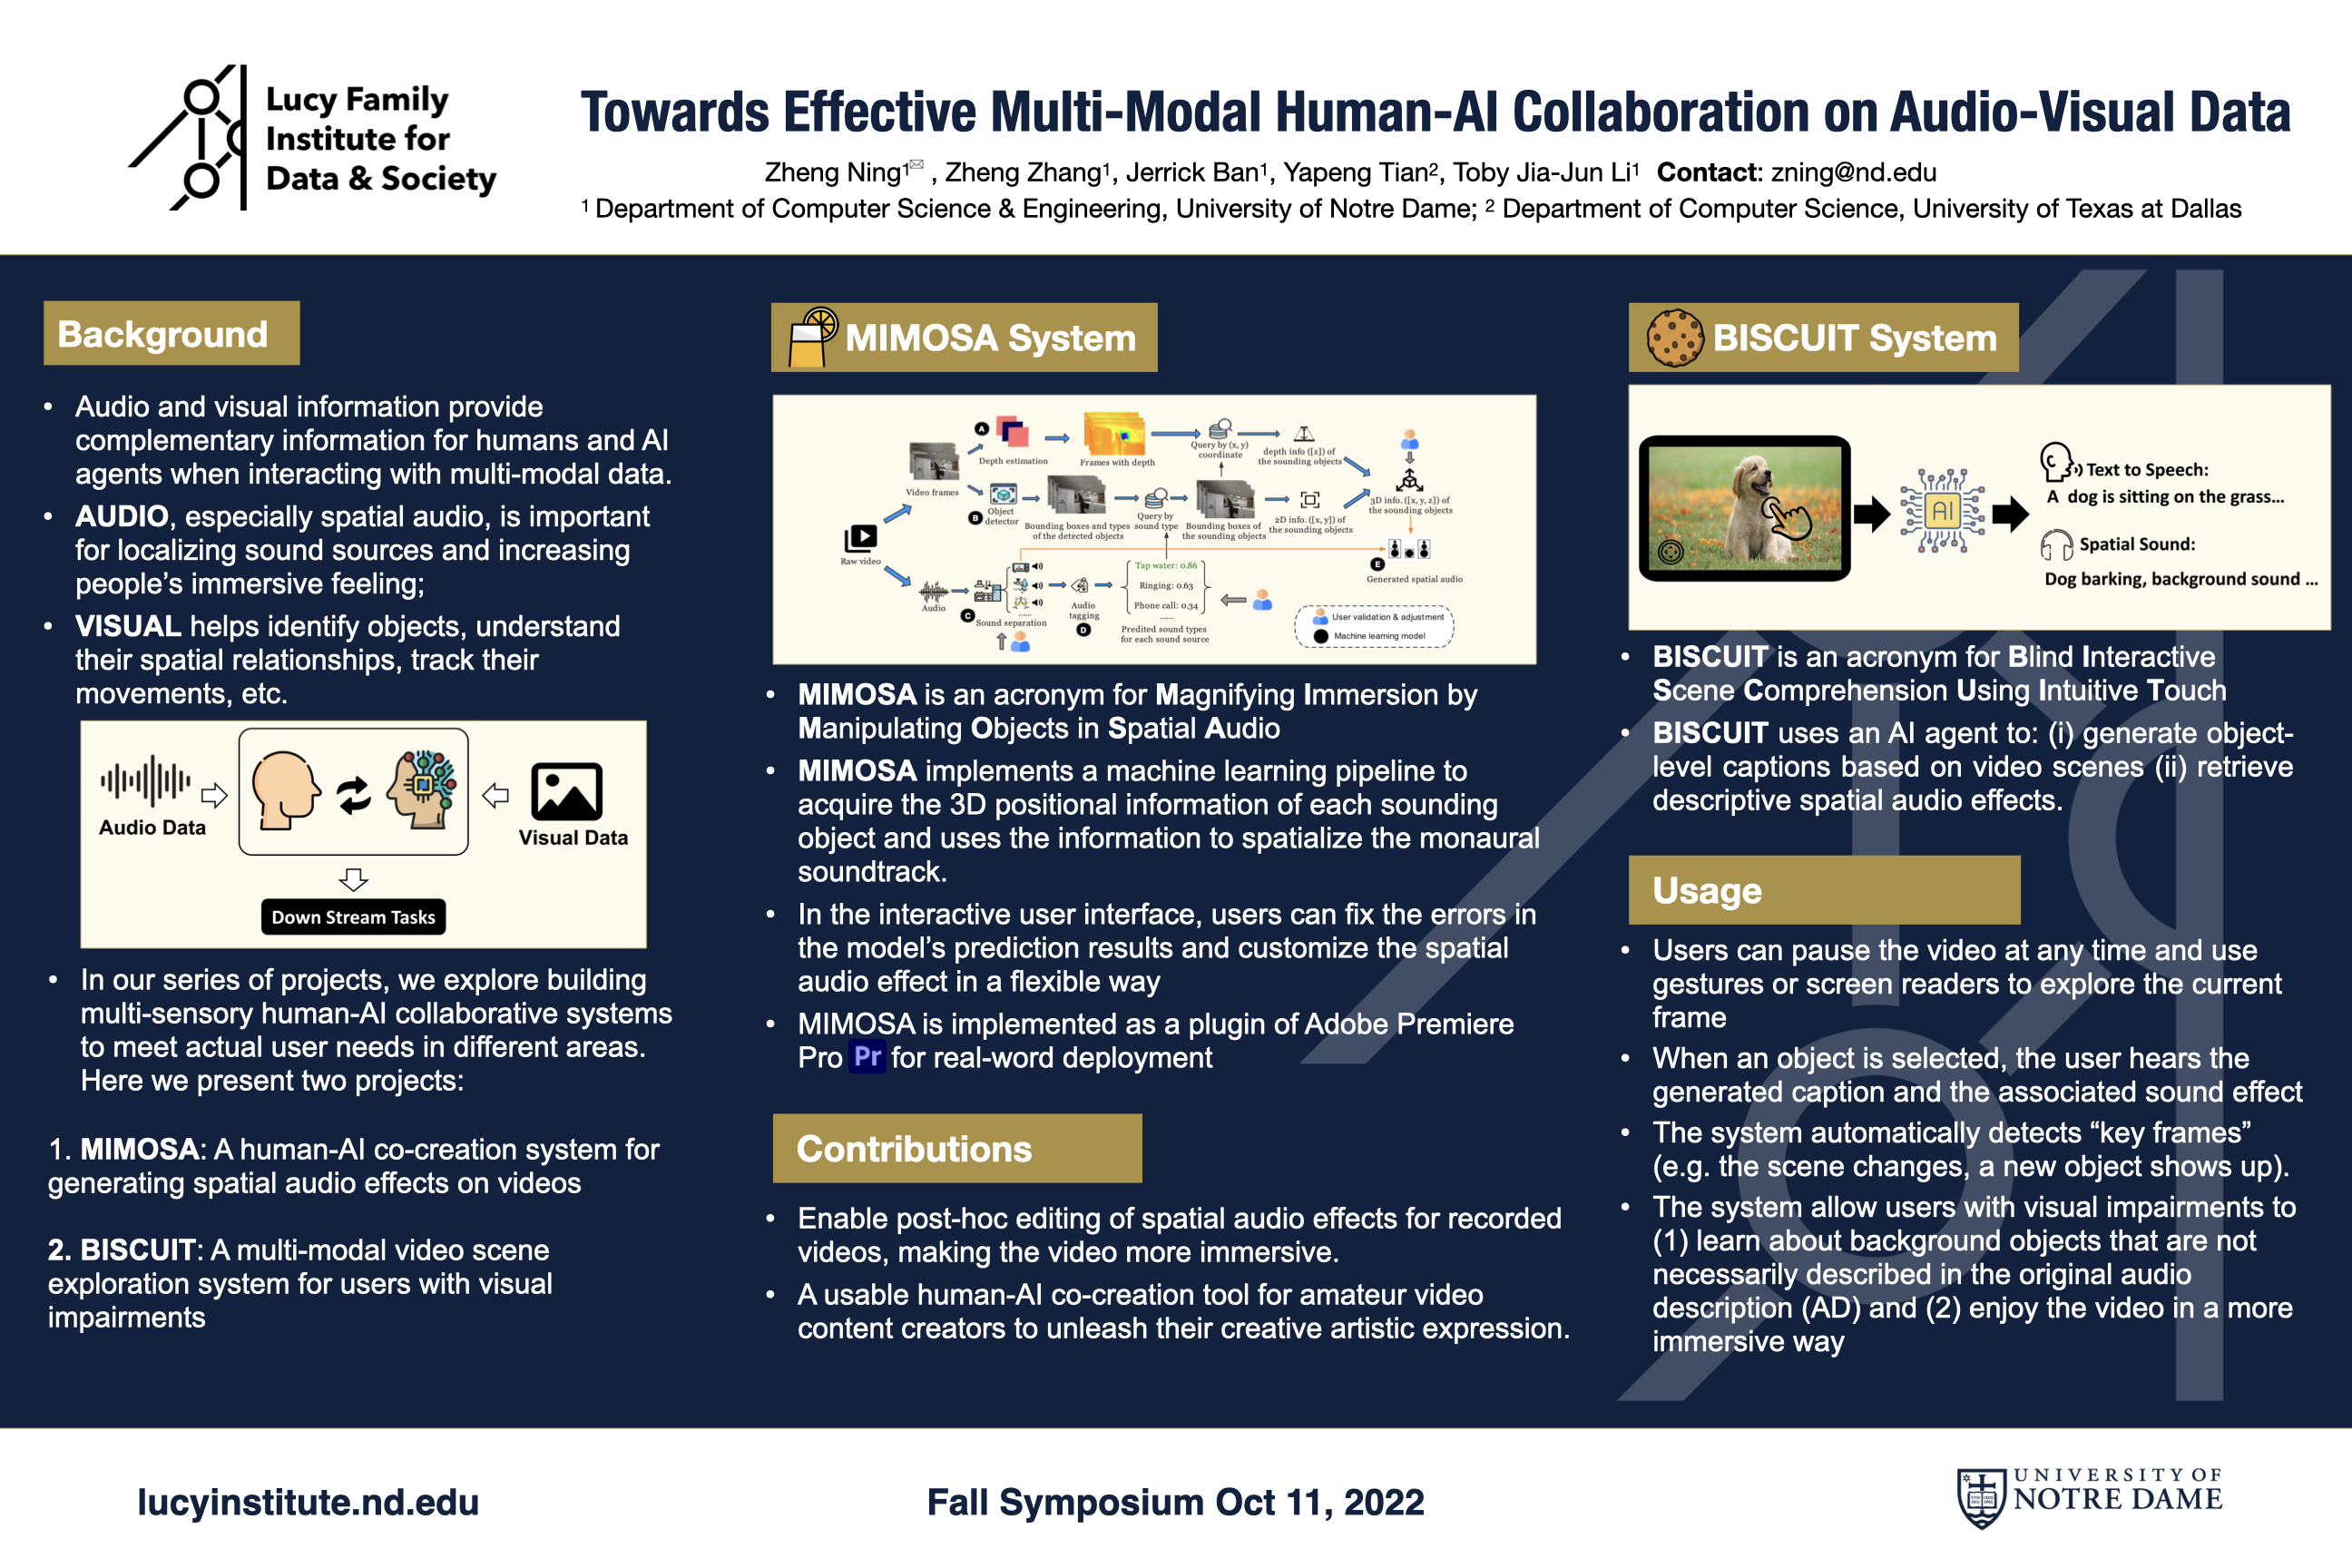 Lucy Family
Institute for
Data & Society
Towards Effective Multi-Modal Human-AI Collaboration on Audio-Visual Data
Zheng Ning¹✉ , Zheng Zhang¹, Jerrick Ban¹, Yapeng Tian², Toby Jia-Jun Li¹ Contact: zning@nd.edu
¹ Department of Computer Science & Engineering, University of Notre Dame; ² Department of Computer Science, University of Texas at Dallas
Background
• Audio and visual information provide
complementary information for humans and AI
agents when interacting with multi-modal data.
• AUDIO, especially spatial audio, is important
for localizing sound sources and increasing
people’s immersive feeling;
• VISUAL helps identify objects, understand
their spatial relationships, track their
movements, etc.
Audio Data
Visual Data
Down Stream Tasks
• In our series of projects, we explore building
multi-sensory human-AI collaborative systems
to meet actual user needs in different areas.
Here we present two projects:
1. MIMOSA: A human-AI co-creation system for
generating spatial audio effects on videos
2. BISCUIT: A multi-modal video scene
exploration system for users with visual
impairments
MIMOSA System
Raw video
Video frames
A
Depth estimation
Frames with depth
Query by (x, y)
coordinate
depth info ([z]) of
the sounding objects
B
Object
detector
Bounding boxes and types
of the detected objects
Query by
sound type
Bounding boxes of
the sounding objects
2D info. ([x, y]) of
the sounding objects
3D info. ([x, y, z]) of
the sounding objects
E
Generated spatial audio
Audio
C
Sound separation
......
Audio
tagging
D
Tap water: 0.86
Ringing: 0.63
Phone call: 0.34
......
Predited sound types
for each sound source
User validation & adjustment
Machine learning model
• MIMOSA is an acronym for Magnifying Immersion by
Manipulating Objects in Spatial Audio
• MIMOSA implements a machine learning pipeline to
acquire the 3D positional information of each sounding
object and uses the information to spatialize the monaural
soundtrack.
• In the interactive user interface, users can fix the errors in
the model’s prediction results and customize the spatial
audio effect in a flexible way
• MIMOSA is implemented as a plugin of Adobe Premiere
Pro Pr for real-word deployment
Contributions
• Enable post-hoc editing of spatial audio effects for recorded
videos, making the video more immersive.
• A usable human-AI co-creation tool for amateur video
content creators to unleash their creative artistic expression.
BISCUIT System
AI
Text to Speech:
A dog is sitting on the grass...
Spatial Sound:
Dog barking, background sound ...
• BISCUIT is an acronym for Blind Interactive
Scene Comprehension Using Intuitive Touch
• BISCUIT uses an AI agent to: (i) generate object-
level captions based on video scenes (ii) retrieve
descriptive spatial audio effects.
Usage
• Users can pause the video at any time and use
gestures or screen readers to explore the current
frame
• When an object is selected, the user hears the
generated caption and the associated sound effect
• The system automatically detects “key frames”
(e.g. the scene changes, a new object shows up).
• The system allow users with visual impairments to
(1) learn about background objects that are not
necessarily described in the original audio
description (AD) and (2) enjoy the video in a more
immersive way
lucyinstitute.nd.edu
Fall Symposium Oct 11, 2022
UNIVERSITY OF
NOTRE DAME